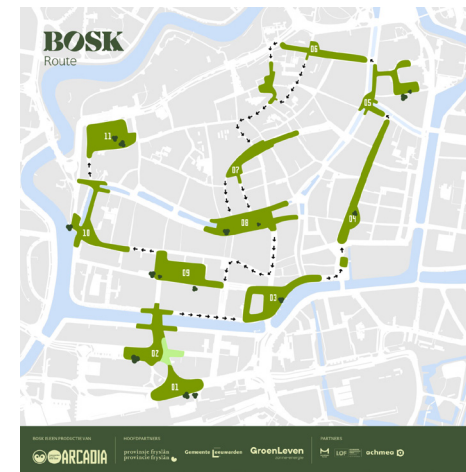 BOSK
Route
06
05
11
07
04
08
10
09
03
02
01
BOSK IS EEN PRODUCTIE VAN
HOOFDPARTNERS
PARTNERS
ARCADIA
provinsje fryslân
provincie fryslân
Gemeente Leeuwarden
GroenLeven
LOF
ochmeo